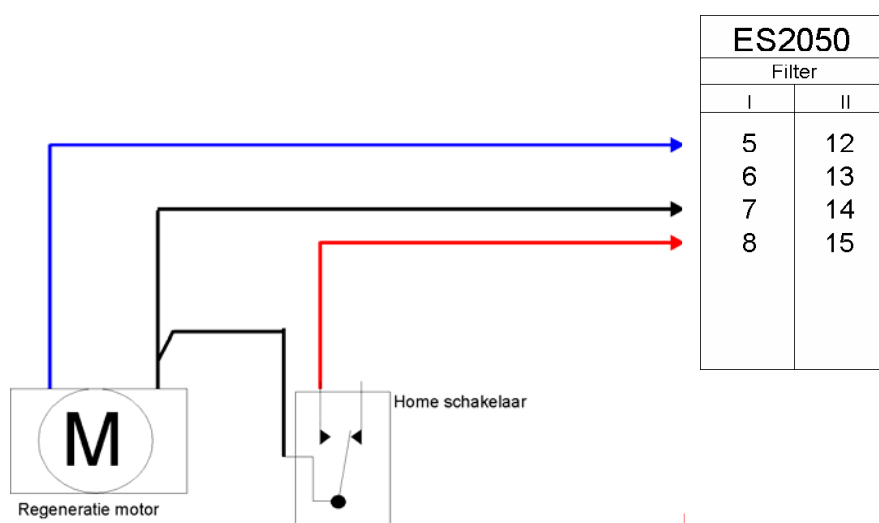 ES2050
Filter
I II
5 12
6 13
7 14
8 15
Home schakelaar
M
Regeneratie motor